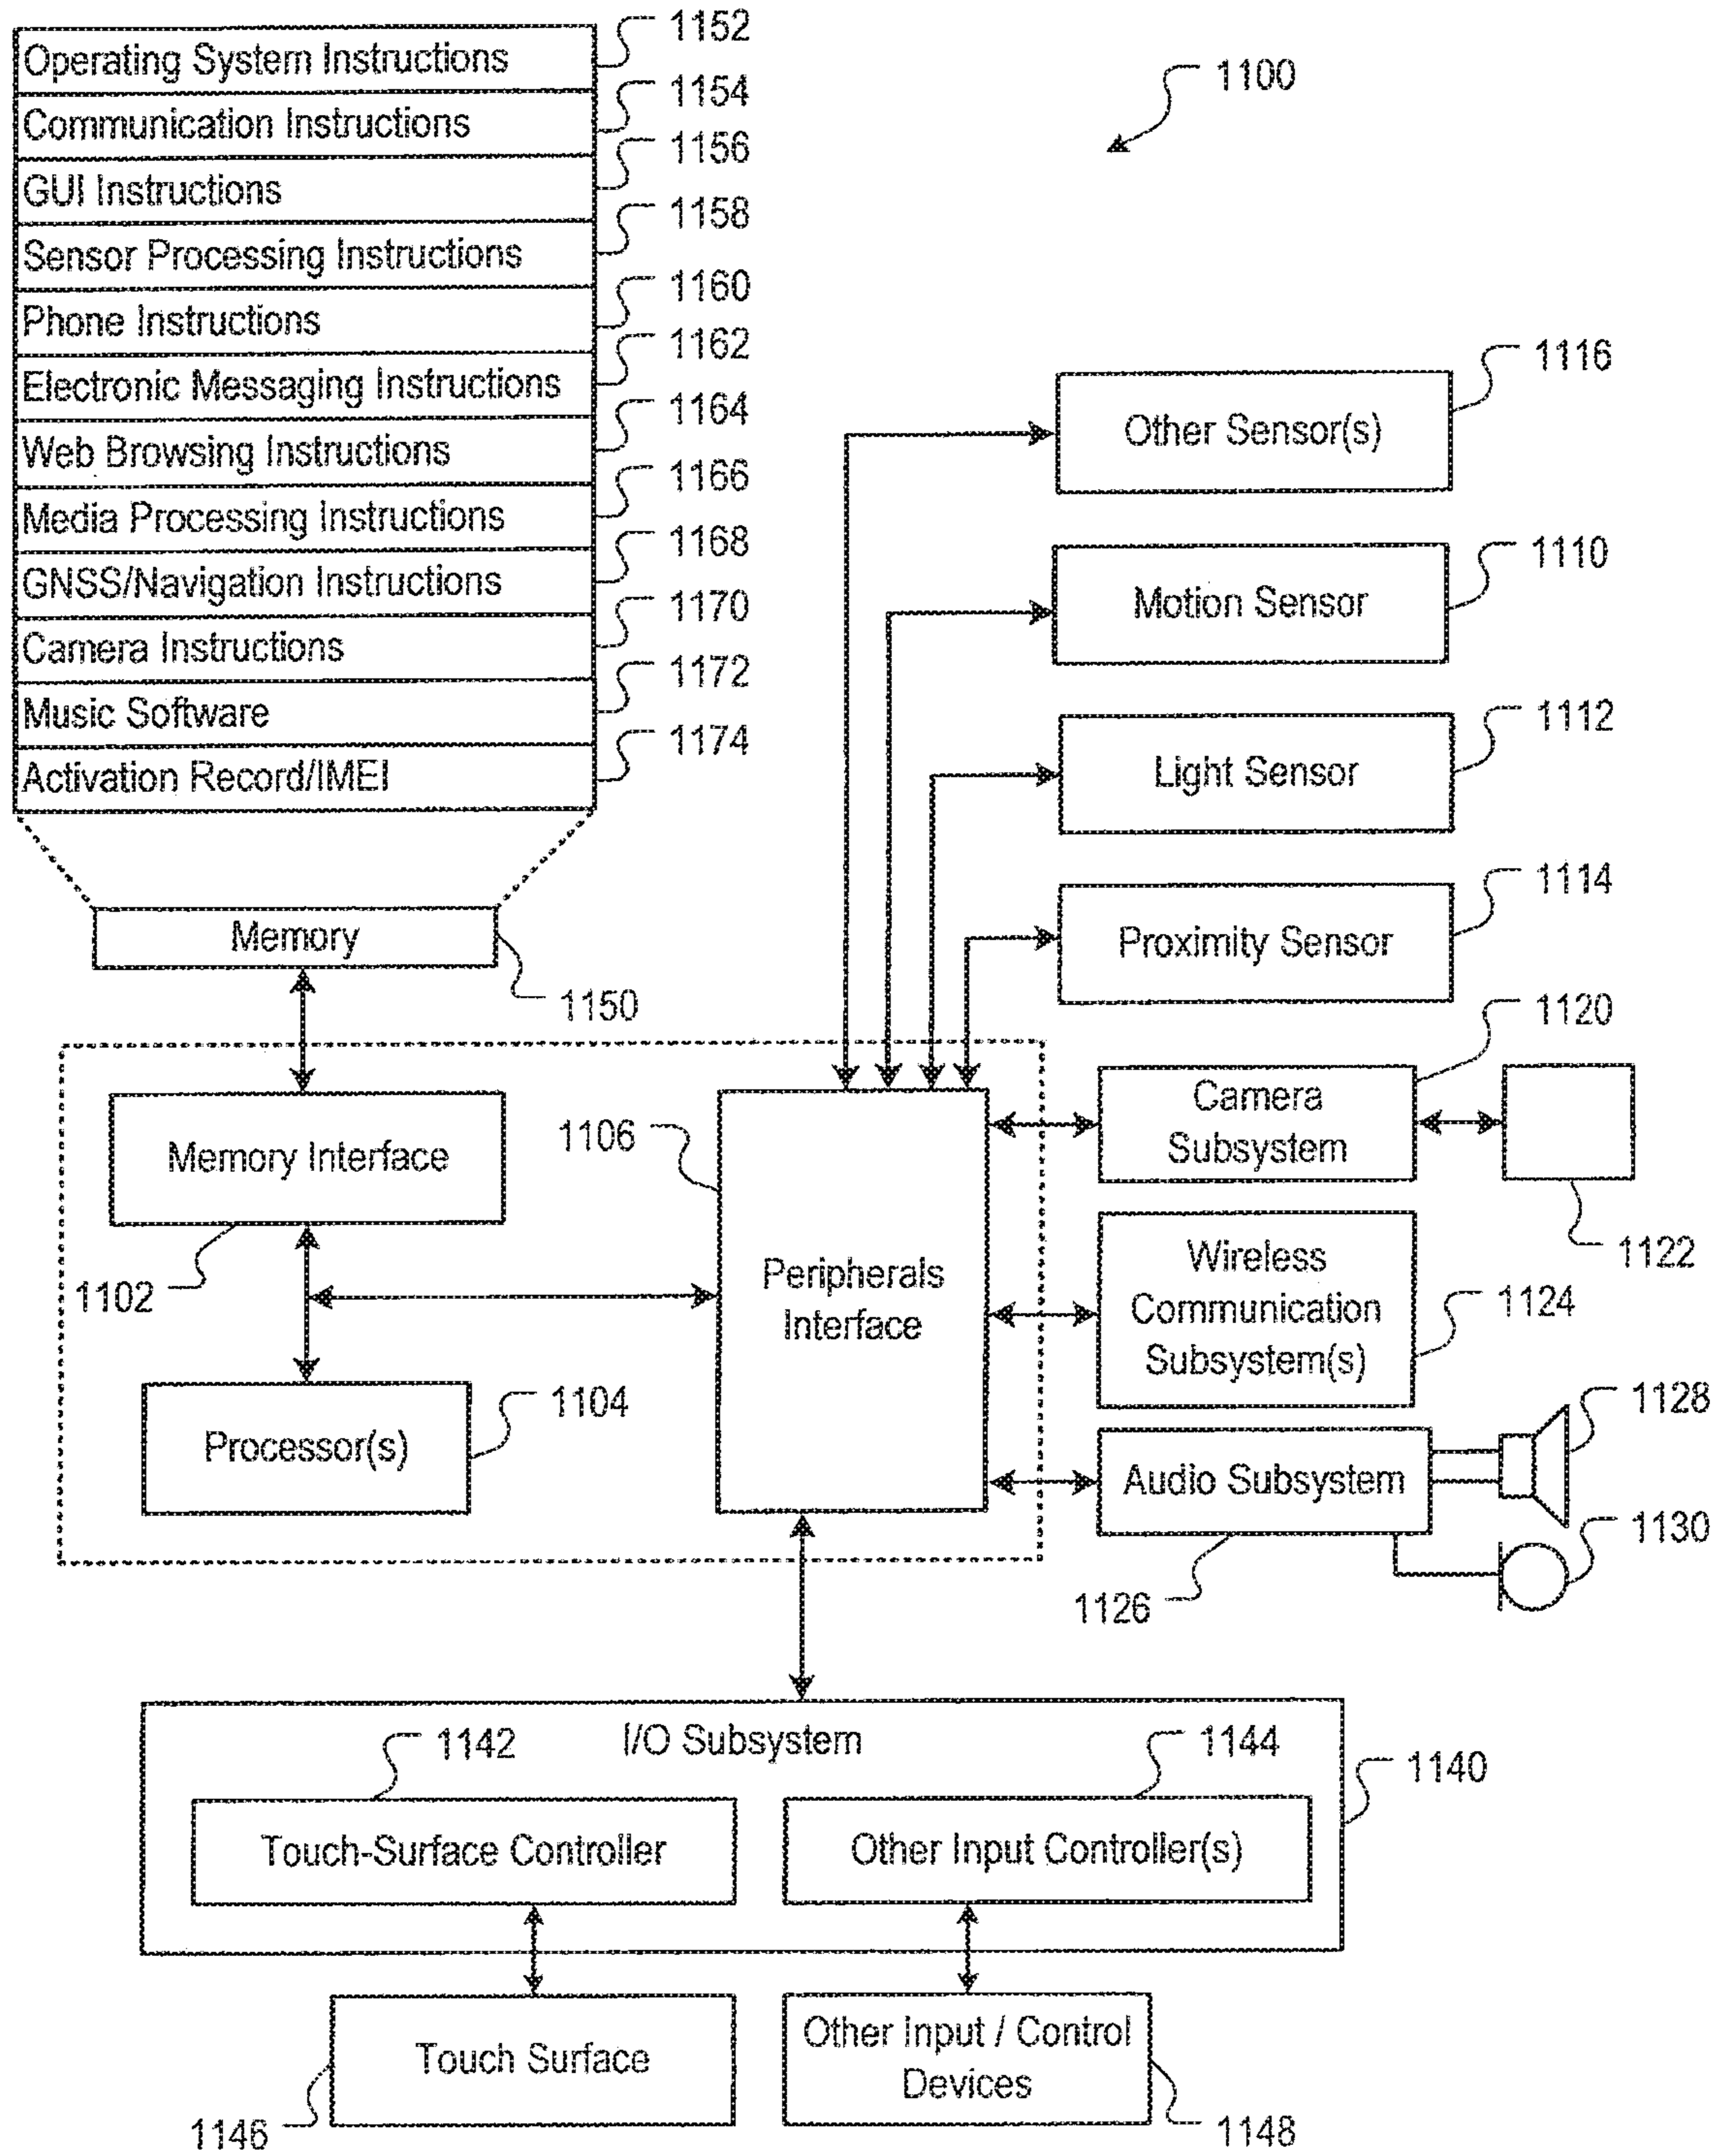 1152
Operating System Instructions
1154
Communication Instructions
1156
GUI Instructions
1158
Sensor Processing Instructions
1160
Phone Instructions
1162
Electronic Messaging Instructions
1164
Web Browsing Instructions
1166
Media Processing Instructions
1168
GNSS/Navigation Instructions
1170
Camera Instructions
1172
Music Software
1174
Activation Record/IMEI
Memory
1150
1100
1116
Other Sensor(s)
1110
Motion Sensor
1112
Light Sensor
1114
Proximity Sensor
1120
Camera
Subsystem
1122
Memory Interface
1102
1106
Peripherals
Interface
Wireless
Communication
Subsystem(s)
1124
Processor(s)
1104
1128
Audio Subsystem
1130
1126
I/O Subsystem
1142
1144
1140
Touch-Surface Controller
Other Input Controller(s)
Touch Surface
1146
Other Input / Control
Devices
1148